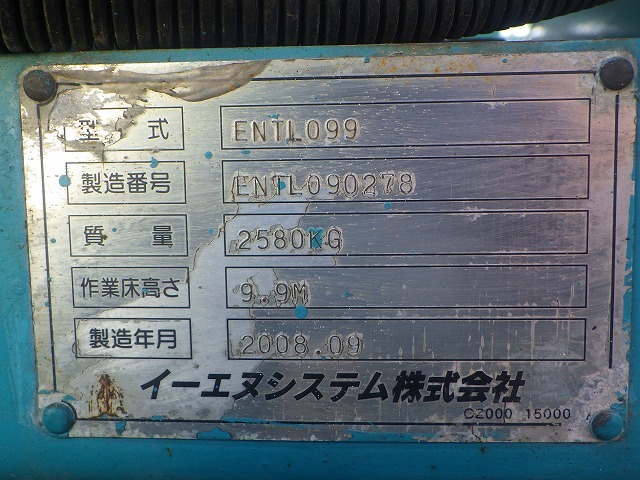 型式 ENTL099
製造番号 ENTL090278
質量 2580KG
作業床高さ 9.9M
製造年月 2008.09
イーエヌシステム株式会社
CZ000 15000